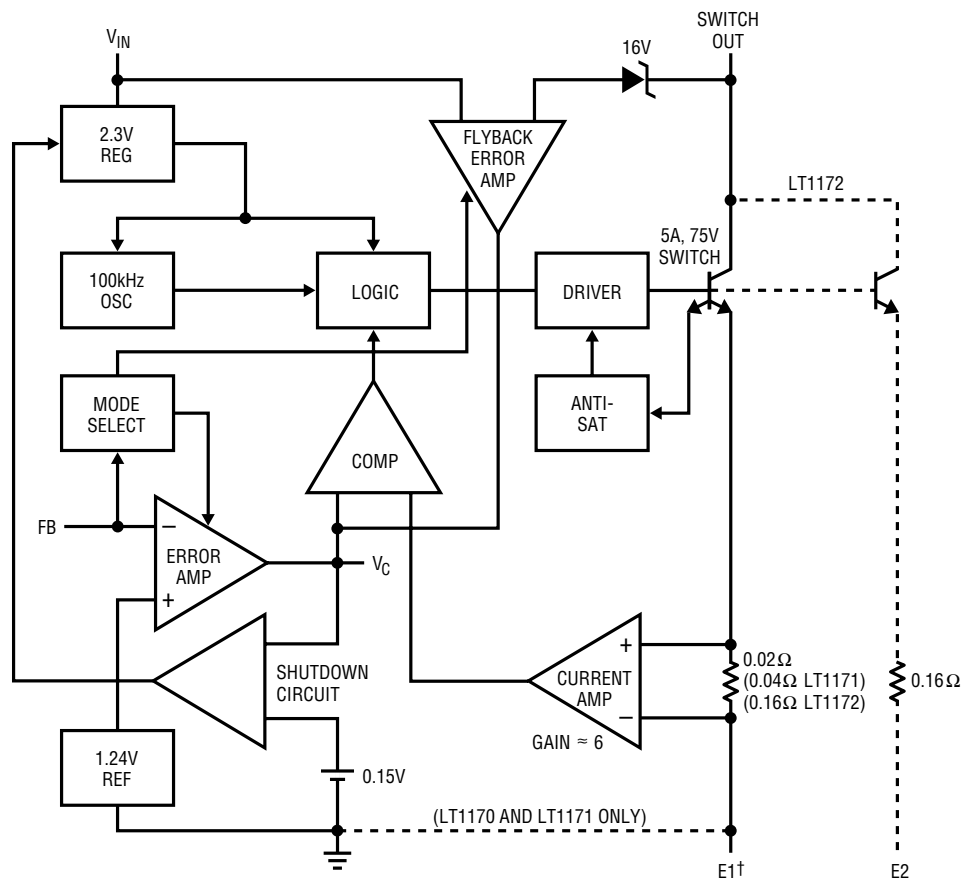 SWITCH
OUT
V_IN
16V
2.3V
REG
FLYBACK
ERROR
AMP
LT1172
5A, 75V
SWITCH
100kHz
OSC
LOGIC
DRIVER
MODE
SELECT
ANTI-
SAT
COMP
FB
−
ERROR
AMP
+
V_C
SHUTDOWN
CIRCUIT
+
CURRENT
AMP
−
GAIN ≈ 6
0.02Ω
(0.04Ω LT1171)
(0.16Ω LT1172)
0.16Ω
1.24V
REF
0.15V
(LT1170 AND LT1171 ONLY)
E1†
E2